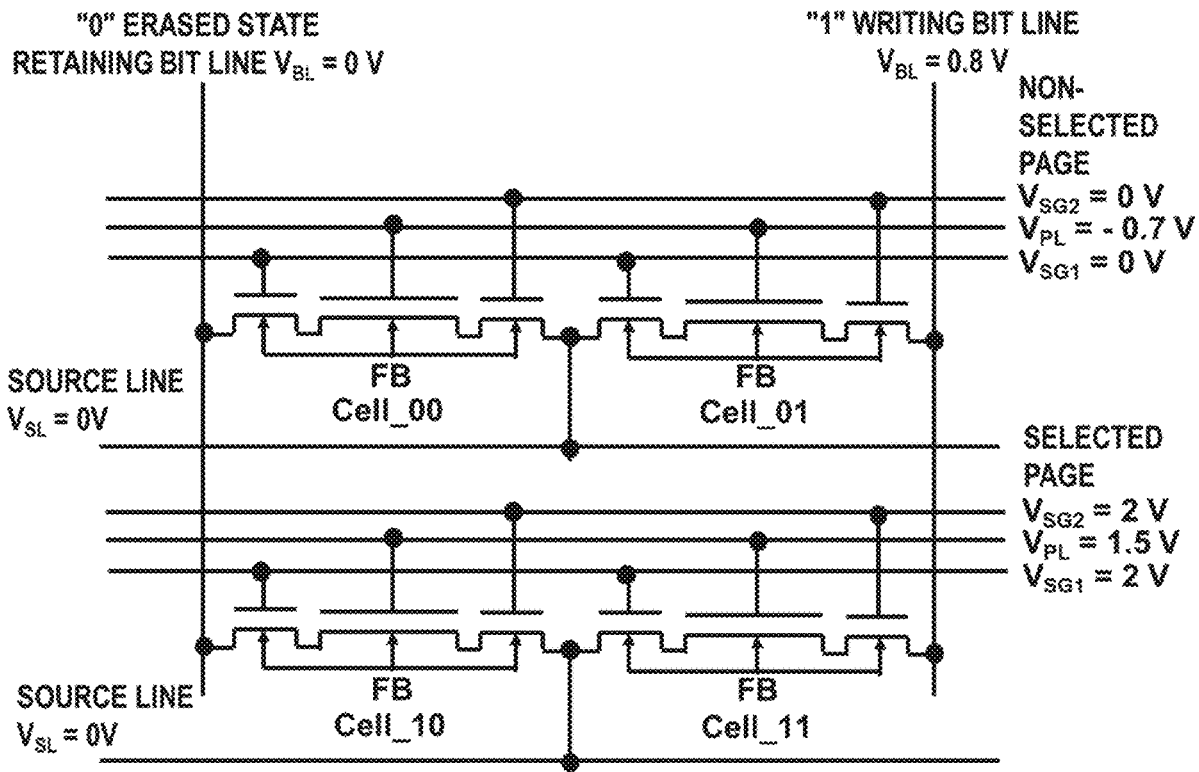 "0" ERASED STATE
RETAINING BIT LINE V_BL = 0 V
"1" WRITING BIT LINE
V_BL = 0.8 V
NON-
SELECTED
PAGE
V_SG2 = 0 V
V_PL = - 0.7 V
V_SG1 = 0 V
FB
Cell_00
FB
Cell_01
SOURCE LINE
V_SL = 0V
SELECTED
PAGE
V_SG2 = 2 V
V_PL = 1.5 V
V_SG1 = 2 V
FB
Cell_10
FB
Cell_11
SOURCE LINE
V_SL = 0V